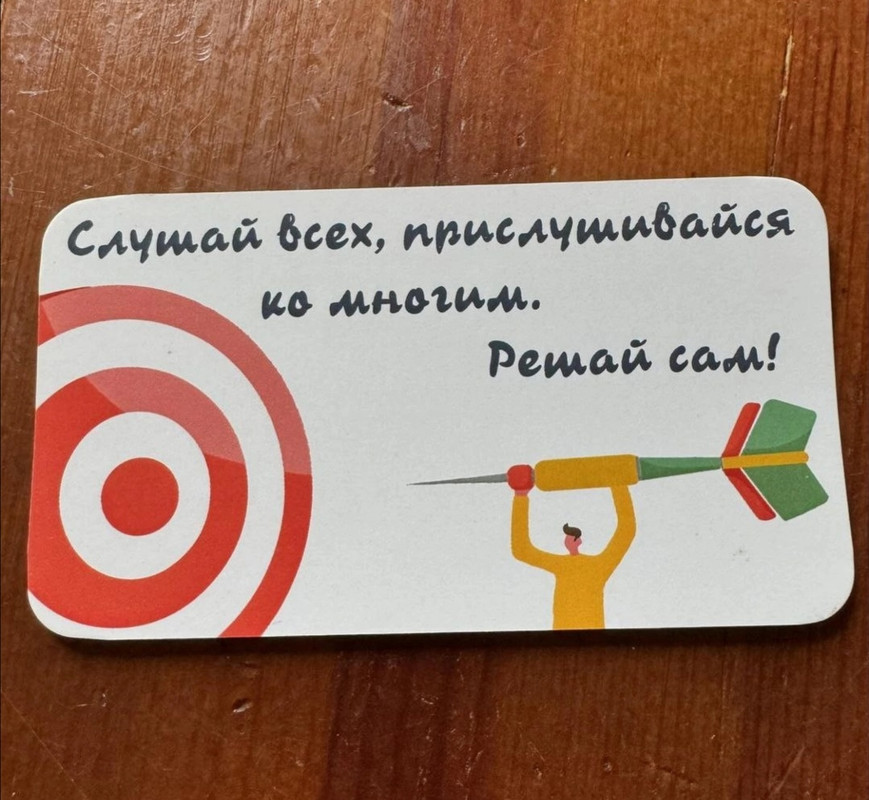 Слушай всех, прислушивайся
ко многим.
Решай сам!